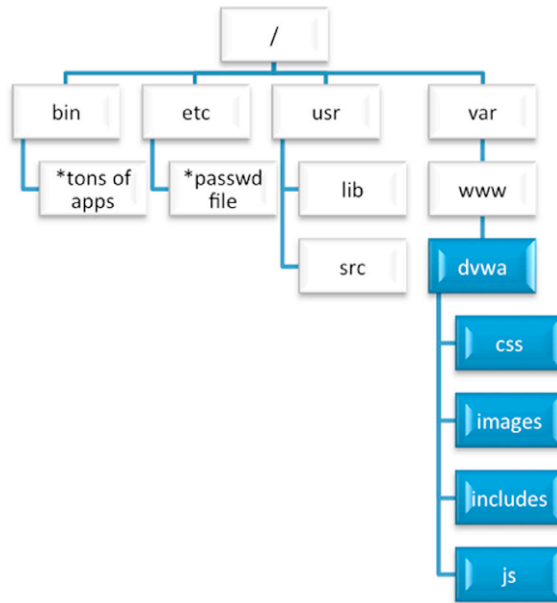 /
bin
etc
usr
var
*tons of
apps
*passwd
file
lib
www
src
dvwa
css
images
includes
js